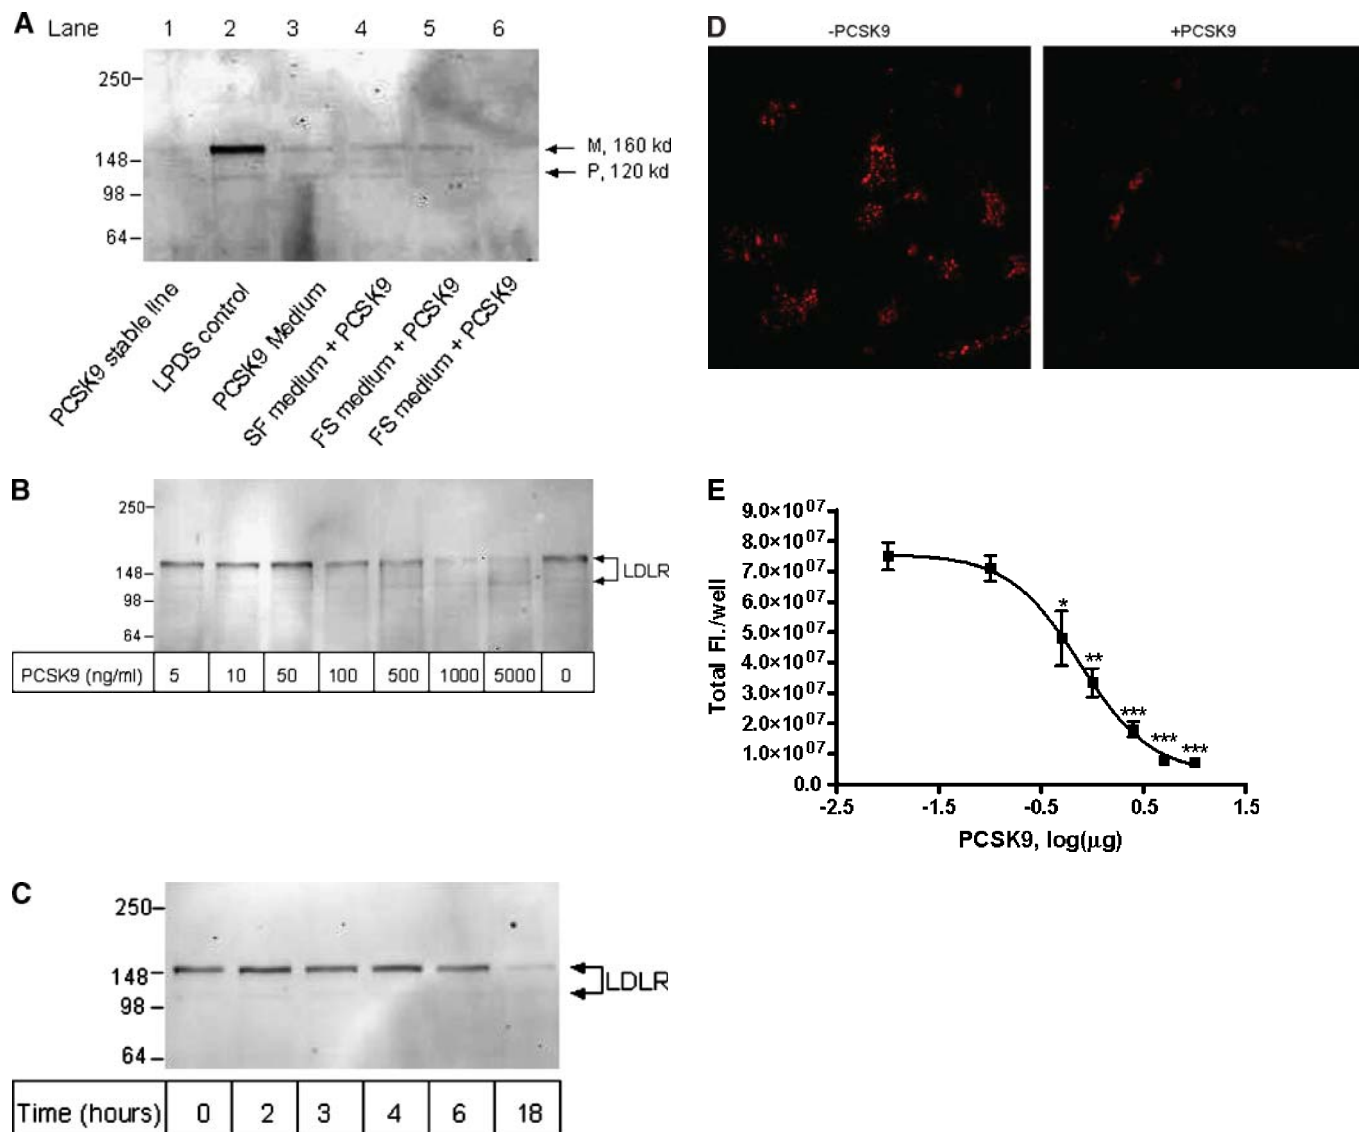 A Lane 1 2 3 4 5 6
250
148
98
64
M, 160 kd
P, 120 kd
PCSK9 stable line
LPDS control
PCSK9 Medium
SF medium + PCSK9
FS medium + PCSK9
FS medium + PCSK9
B
250
148
98
64
LDLR
PCSK9 (ng/ml) 5 10 50 100 500 1000 5000 0
C
250
148
98
64
LDLR
Time (hours) 0 2 3 4 6 18
D
-PCSK9 +PCSK9
E
9.0×10⁰⁷
8.0×10⁰⁷
7.0×10⁰⁷
6.0×10⁰⁷
5.0×10⁰⁷
4.0×10⁰⁷
3.0×10⁰⁷
2.0×10⁰⁷
1.0×10⁰⁷
0.0
Total Fl./well
*
**
***
***
***
-2.5 -1.5 -0.5 0.5 1.5
PCSK9, log(µg)